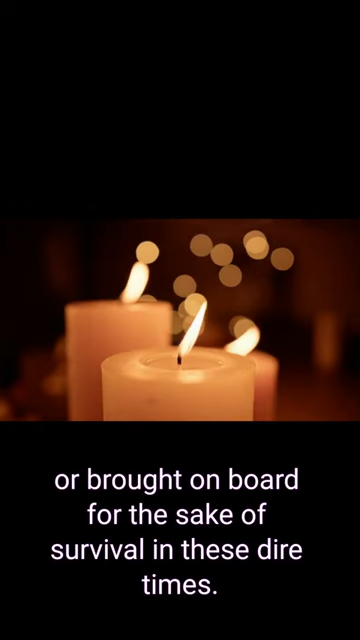 or brought on board
for the sake of
survival in these dire
times.